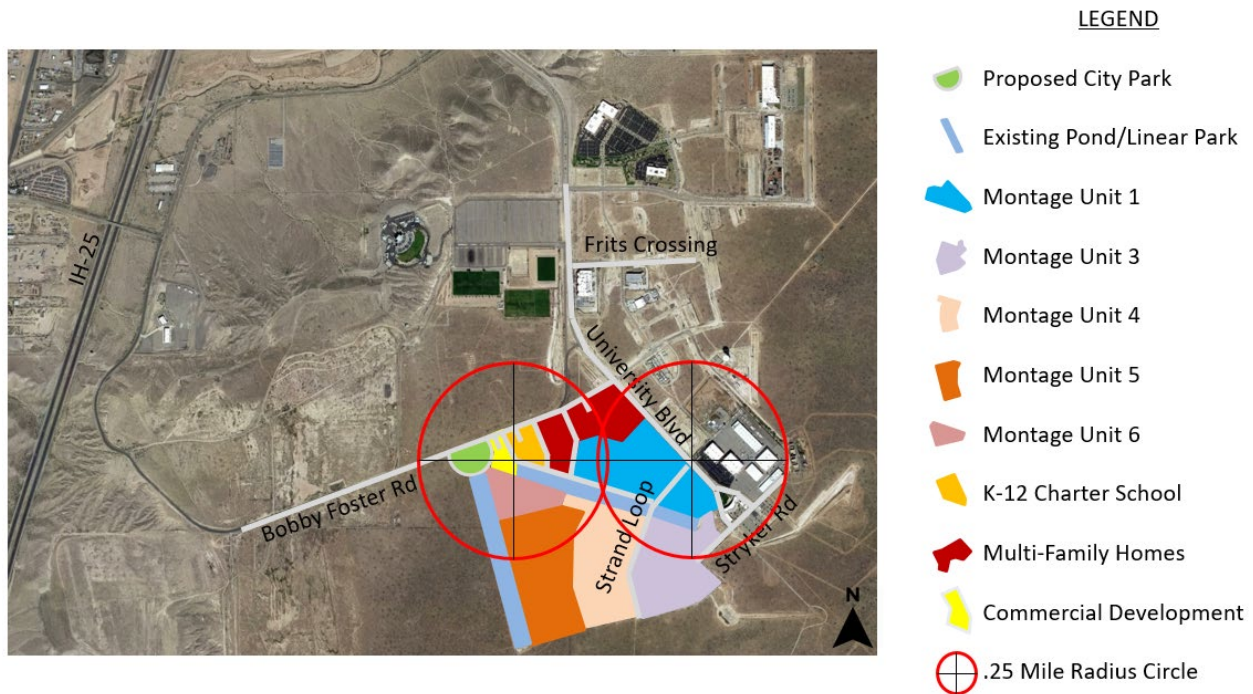 LEGEND
Proposed City Park
Existing Pond/Linear Park
Montage Unit 1
Montage Unit 3
Montage Unit 4
Montage Unit 5
Montage Unit 6
K-12 Charter School
Multi-Family Homes
Commercial Development
.25 Mile Radius Circle
IH-25
Frits Crossing
University Blvd
Bobby Foster Rd
Strand Loop
Stryker Rd
N